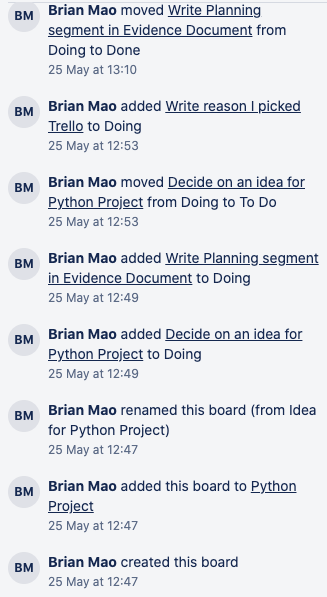 BM
Brian Mao moved Write Planning
segment in Evidence Document from
Doing to Done
25 May at 13:10
BM
Brian Mao added Write reason I picked
Trello to Doing
25 May at 12:53
BM
Brian Mao moved Decide on an idea for
Python Project from Doing to To Do
25 May at 12:53
BM
Brian Mao added Write Planning segment
in Evidence Document to Doing
25 May at 12:49
BM
Brian Mao added Decide on an idea for
Python Project to Doing
25 May at 12:49
BM
Brian Mao renamed this board (from Idea
for Python Project)
25 May at 12:47
BM
Brian Mao added this board to Python
Project
25 May at 12:47
BM
Brian Mao created this board
25 May at 12:47